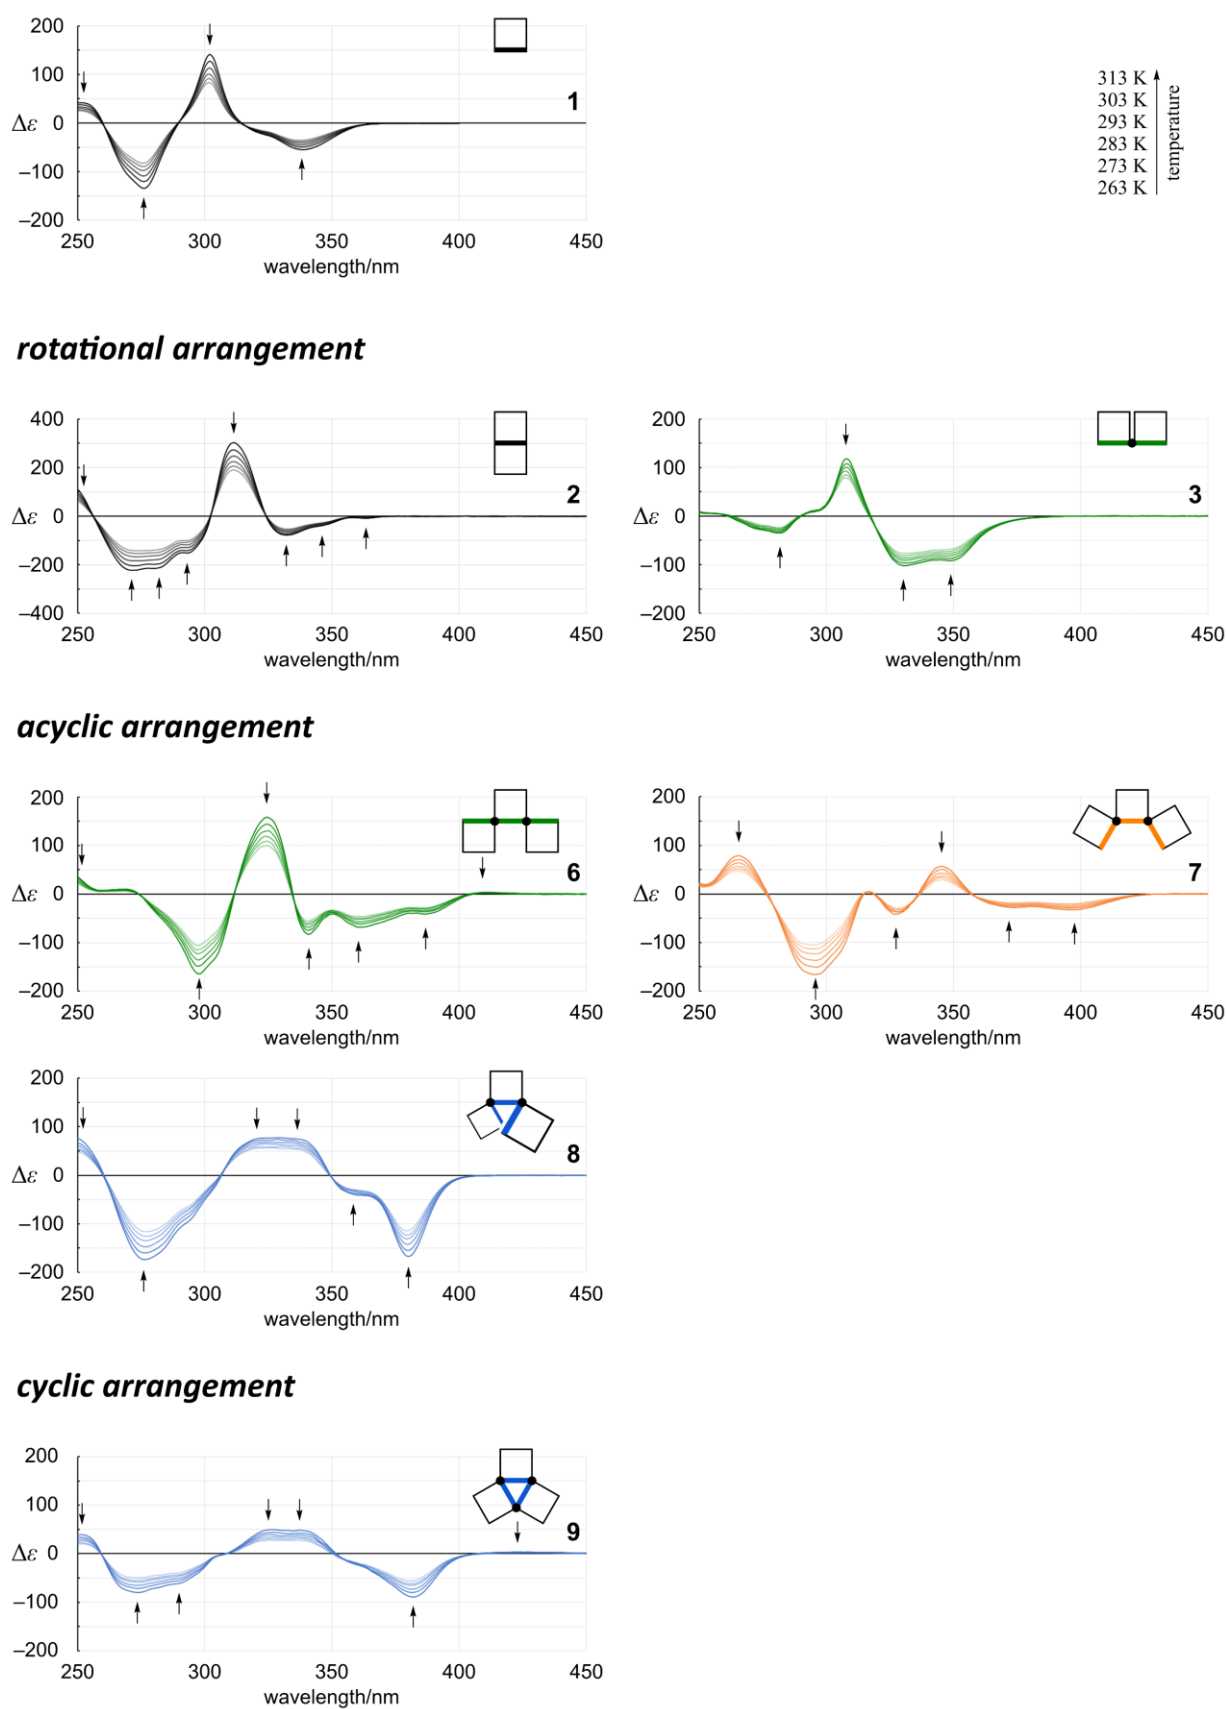 200
100
Δε 0
–100
–200
250 300 350 400 450
wavelength/nm
1
313 K
303 K
293 K
283 K
273 K
263 K
temperature
rotational arrangement
400
200
Δε 0
–200
–400
250 300 350 400 450
wavelength/nm
2
200
100
Δε 0
–100
–200
250 300 350 400 450
wavelength/nm
3
acyclic arrangement
200
100
Δε 0
–100
–200
250 300 350 400 450
wavelength/nm
6
200
100
Δε 0
–100
–200
250 300 350 400 450
wavelength/nm
7
200
100
Δε 0
–100
–200
250 300 350 400 450
wavelength/nm
8
cyclic arrangement
200
100
Δε 0
–100
–200
250 300 350 400 450
wavelength/nm
9